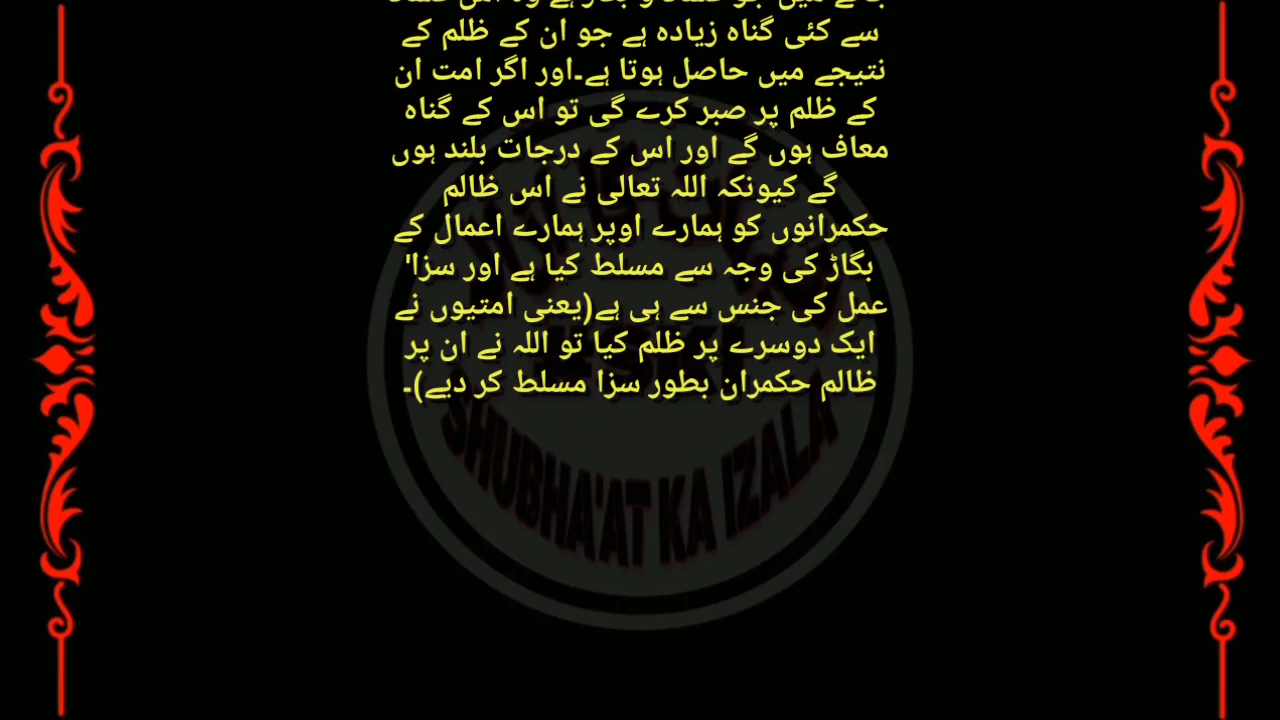 سے کئی گناہ زیادہ ہے جو ان کے ظلم کے
نتیجے میں حاصل ہوتا ہے۔اور اگر امت ان
کے ظلم پر صبر کرے گی تو اس کے گناہ
معاف ہوں گے اور اس کے درجات بلند ہوں
گے کیونکہ اللہ تعالی نے اس ظالم
حکمرانوں کو ہمارے اوپر ہمارے اعمال کے
بگاڑ کی وجہ سے مسلط کیا ہے اور سزا'
عمل کی جنس سے ہی ہے(یعنی امتیوں نے
ایک دوسرے پر ظلم کیا تو اللہ نے ان پر
ظالم حکمران بطور سزا مسلط کر دیے)۔
SHUBHA'AT KA IZALA